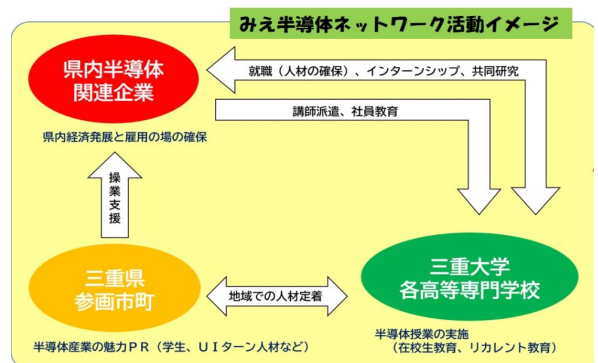 みえ半導体ネットワーク活動イメージ
県内半導体
関連企業
就職（人材の確保）、インターンシップ、共同研究
講師派遣、社員教育
県内経済発展と雇用の場の確保
操業支援
三重県
参画市町
地域での人材定着
三重大学
各高等専門学校
半導体産業の魅力ＰＲ（学生、ＵＩターン人材など）
半導体授業の実施
（在校生教育、リカレント教育）